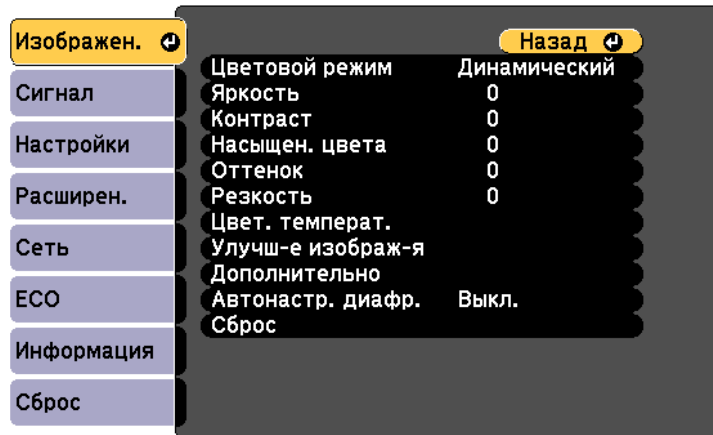 Изображен.
Сигнал
Настройки
Расширен.
Сеть
ECO
Информация
Сброс
Назад
Цветовой режим Динамический
Яркость 0
Контраст 0
Насыщен. цвета 0
Оттенок 0
Резкость 0
Цвет. температ.
Улучш-е изображ-я
Дополнительно
Автонастр. диафр. Выкл.
Сброс